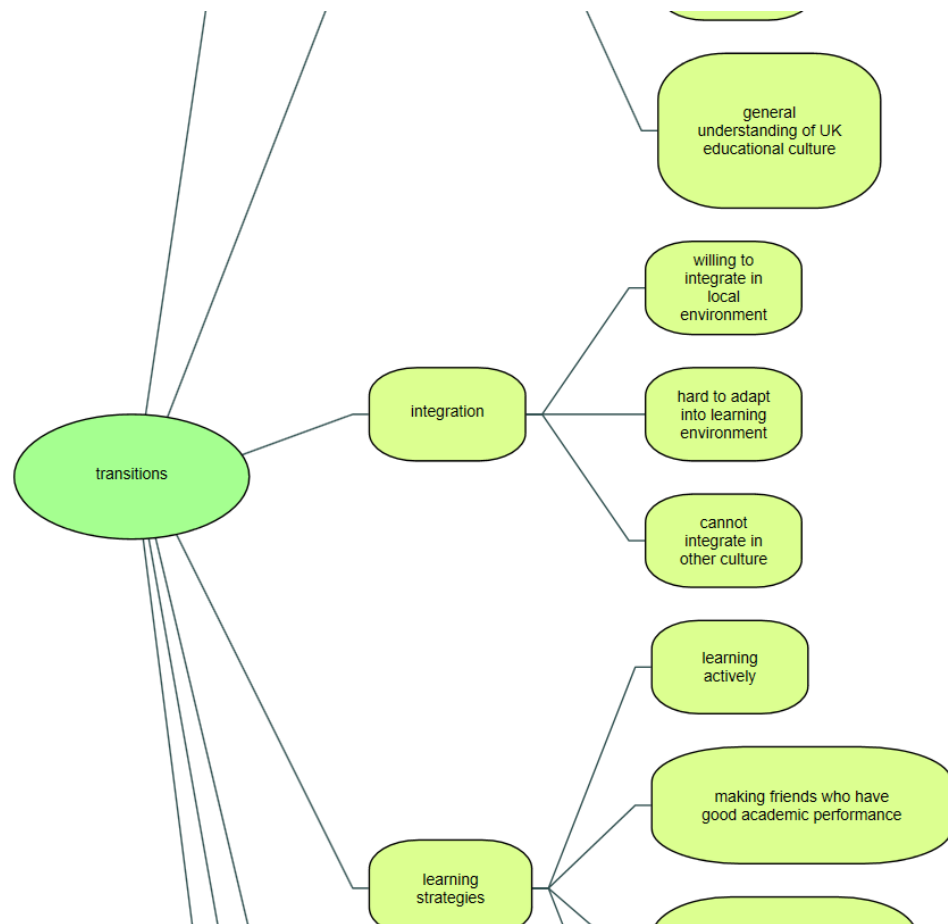 general
understanding of UK
educational culture
willing to
integrate in
local
environment
integration
hard to adapt
into learning
environment
transitions
cannot
integrate in
other culture
learning
actively
making friends who have
good academic performance
learning
strategies